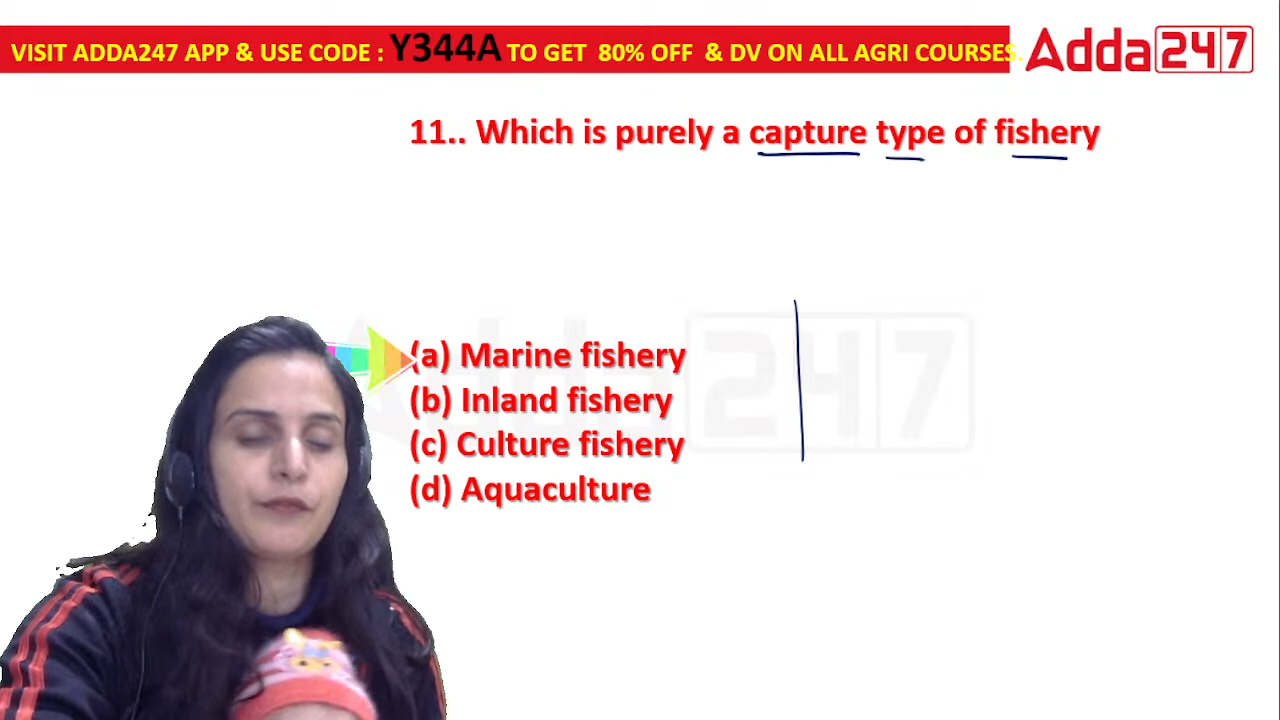 VISIT ADDA247 APP & USE CODE : Y344A TO GET 80% OFF & DV ON ALL AGRI COURSES.
Adda247
11.. Which is purely a capture type of fishery
Adda247
(a) Marine fishery
(b) Inland fishery
(c) Culture fishery
(d) Aquaculture